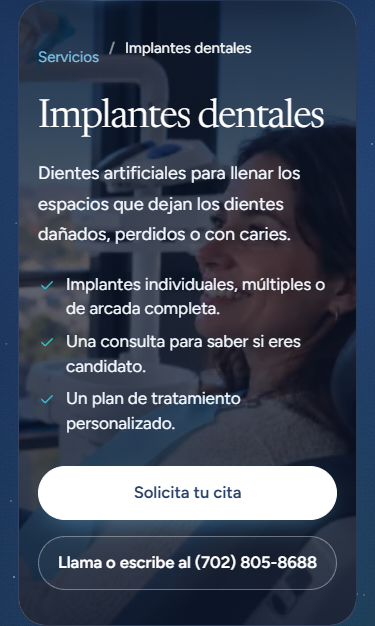 Servicios / Implantes dentales
Implantes dentales
Dientes artificiales para llenar los
espacios que dejan los dientes
dañados, perdidos o con caries.
Implantes individuales, múltiples o
de arcada completa.
Una consulta para saber si eres
candidato.
Un plan de tratamiento
personalizado.
Solicita tu cita
Llama o escribe al (702) 805-8688